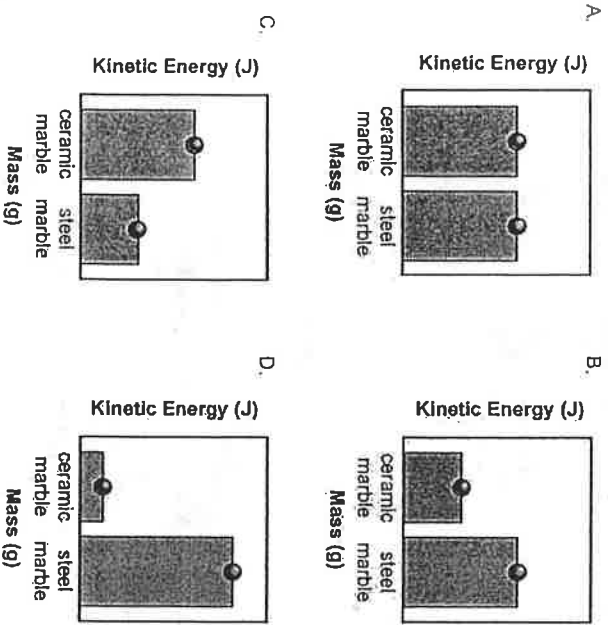 A.
Kinetic Energy (J)
ceramic
marble
steel
marble
Mass (g)
B.
Kinetic Energy (J)
ceramic
marble
steel
marble
Mass (g)
C.
Kinetic Energy (J)
ceramic
marble
steel
marble
Mass (g)
D.
Kinetic Energy (J)
ceramic
marble
steel
marble
Mass (g)